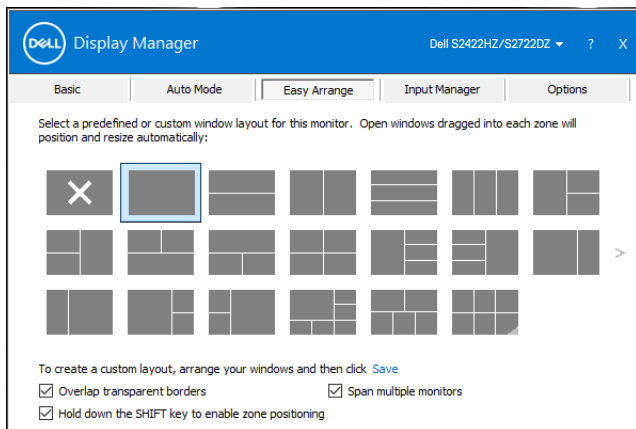 DELL Display Manager Dell S2422HZ/S2722DZ ? X
Basic Auto Mode Easy Arrange Input Manager Options
Select a predefined or custom window layout for this monitor. Open windows dragged into each zone will
position and resize automatically:
>
To create a custom layout, arrange your windows and then click Save
Overlap transparent borders Span multiple monitors
Hold down the SHIFT key to enable zone positioning